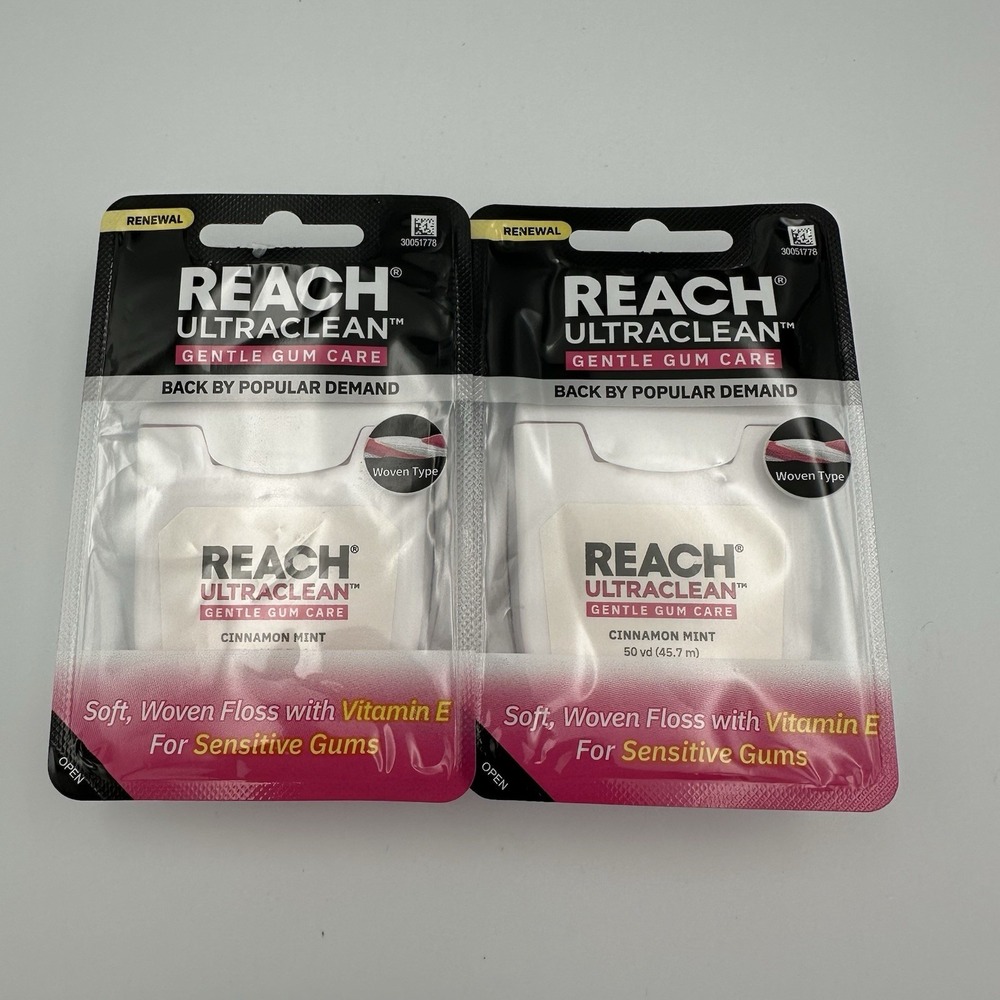 RENEWAL
30051778
REACH®
ULTRACLEAN™
GENTLE GUM CARE
BACK BY POPULAR DEMAND
Woven Type
REACH®
ULTRACLEAN™
GENTLE GUM CARE
CINNAMON MINT
Soft, Woven Floss with Vitamin E
For Sensitive Gums
OPEN
RENEWAL
30051778
REACH®
ULTRACLEAN™
GENTLE GUM CARE
BACK BY POPULAR DEMAND
Woven Type
REACH®
ULTRACLEAN™
GENTLE GUM CARE
CINNAMON MINT
50 yd (45.7 m)
Soft, Woven Floss with Vitamin E
For Sensitive Gums
OPEN